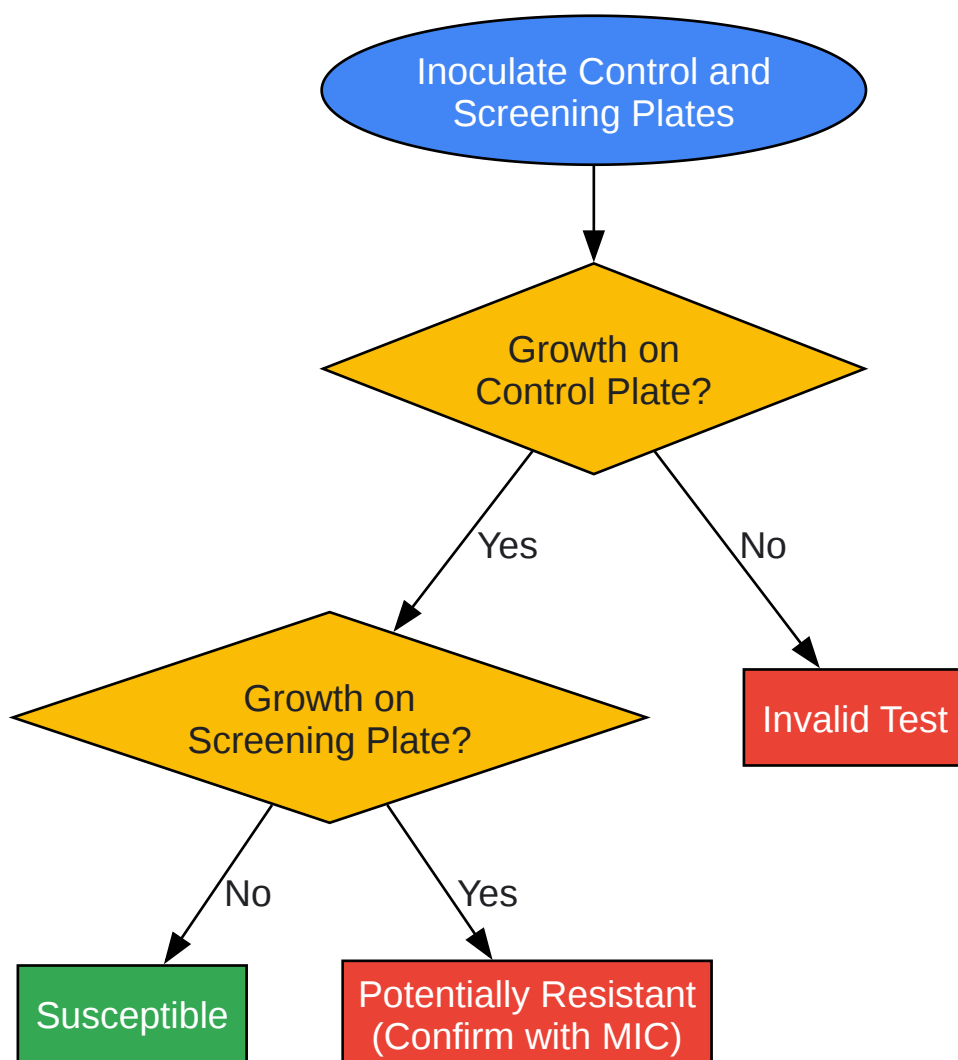 Inoculate Control and
Screening Plates
Growth on
Control Plate?
Yes
No
Growth on
Screening Plate?
Invalid Test
No
Yes
Susceptible
Potentially Resistant
(Confirm with MIC)